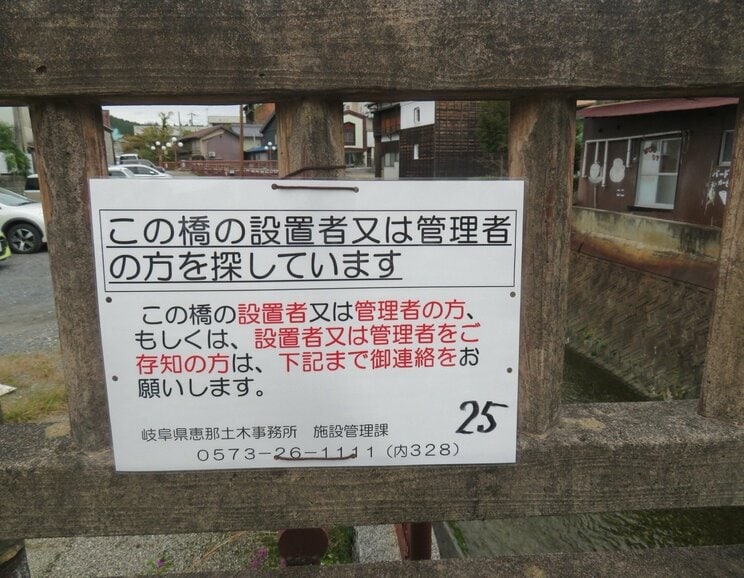 この橋の設置者又は管理者
の方を探しています
この橋の設置者又は管理者の方、
もしくは、設置者又は管理者をご
存知の方は、下記まで御連絡をお
願いします。
25
岐阜県恵那土木事務所 施設管理課
0573-26-1111(内328)